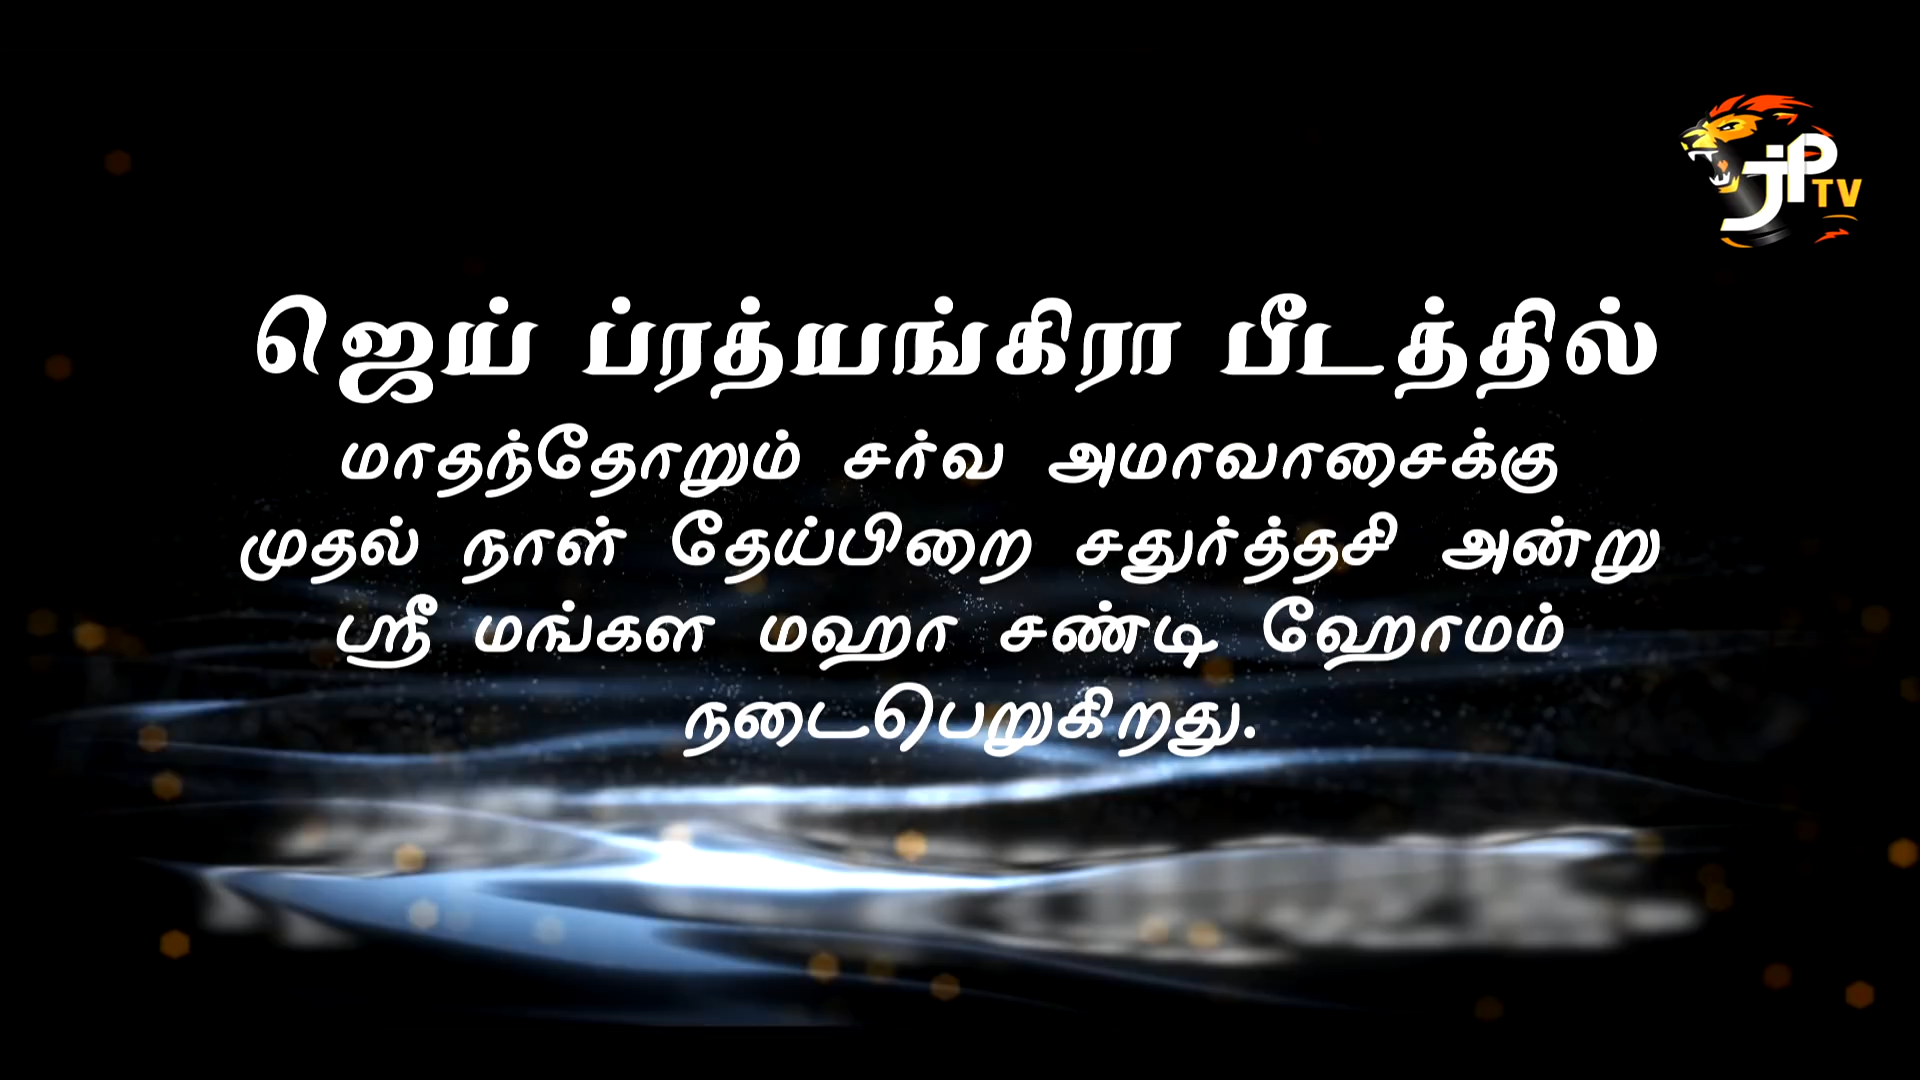 JP TV
ஜெய் ப்ரத்யங்கிரா பீடத்தில்
மாதந்தோறும் சர்வ அமாவாசைக்கு
முதல் நாள் தேய்பிறை சதுர்த்தசி அன்று
ஸ்ரீ மங்கள மஹா சண்டி ஹோமம்
நடைபெறுகிறது.